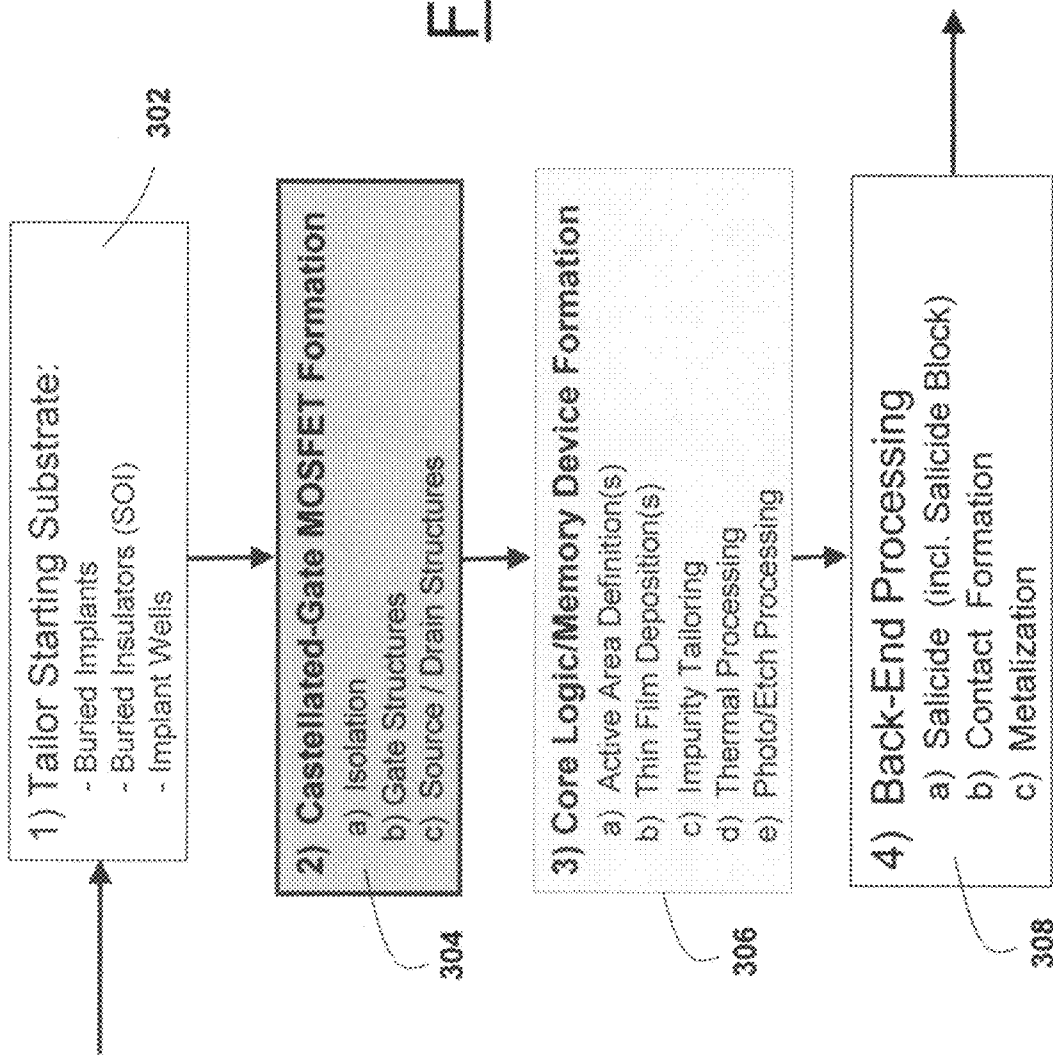 1) Tailor Starting Substrate:
- Buried Implants
- Buried Insulators (SOI)
- Implant Wells
302
2) Castellated-Gate MOSFET Formation
a) Isolation
b) Gate Structures
c) Source / Drain Structures
304
3) Core Logic/Memory Device Formation
a) Active Area Definition(s)
b) Thin Film Deposition(s)
c) Impurity Tailoring
d) Thermal Processing
e) Photo/Etch Processing
306
4) Back-End Processing
a) Salicide (incl. Salicide Block)
b) Contact Formation
c) Metalization
308
F